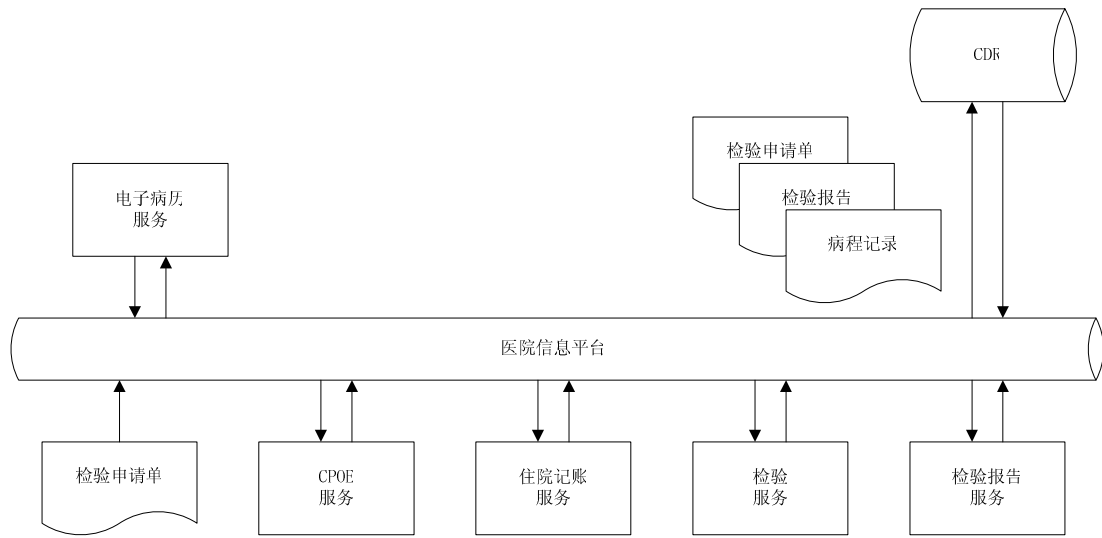 CDR
检验申请单
检验报告
病程记录
电子病历
服务
医院信息平台
检验申请单
CPOE
服务
住院记账
服务
检验
服务
检验报告
服务